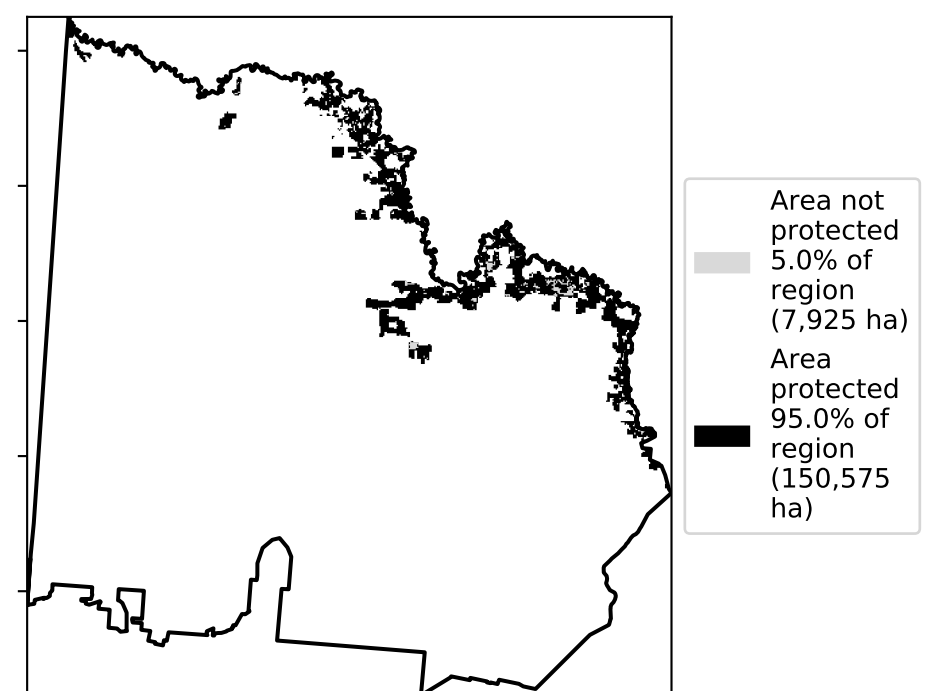 Area not
protected
5.0% of
region
(7,925 ha)
Area
protected
95.0% of
region
(150,575
ha)